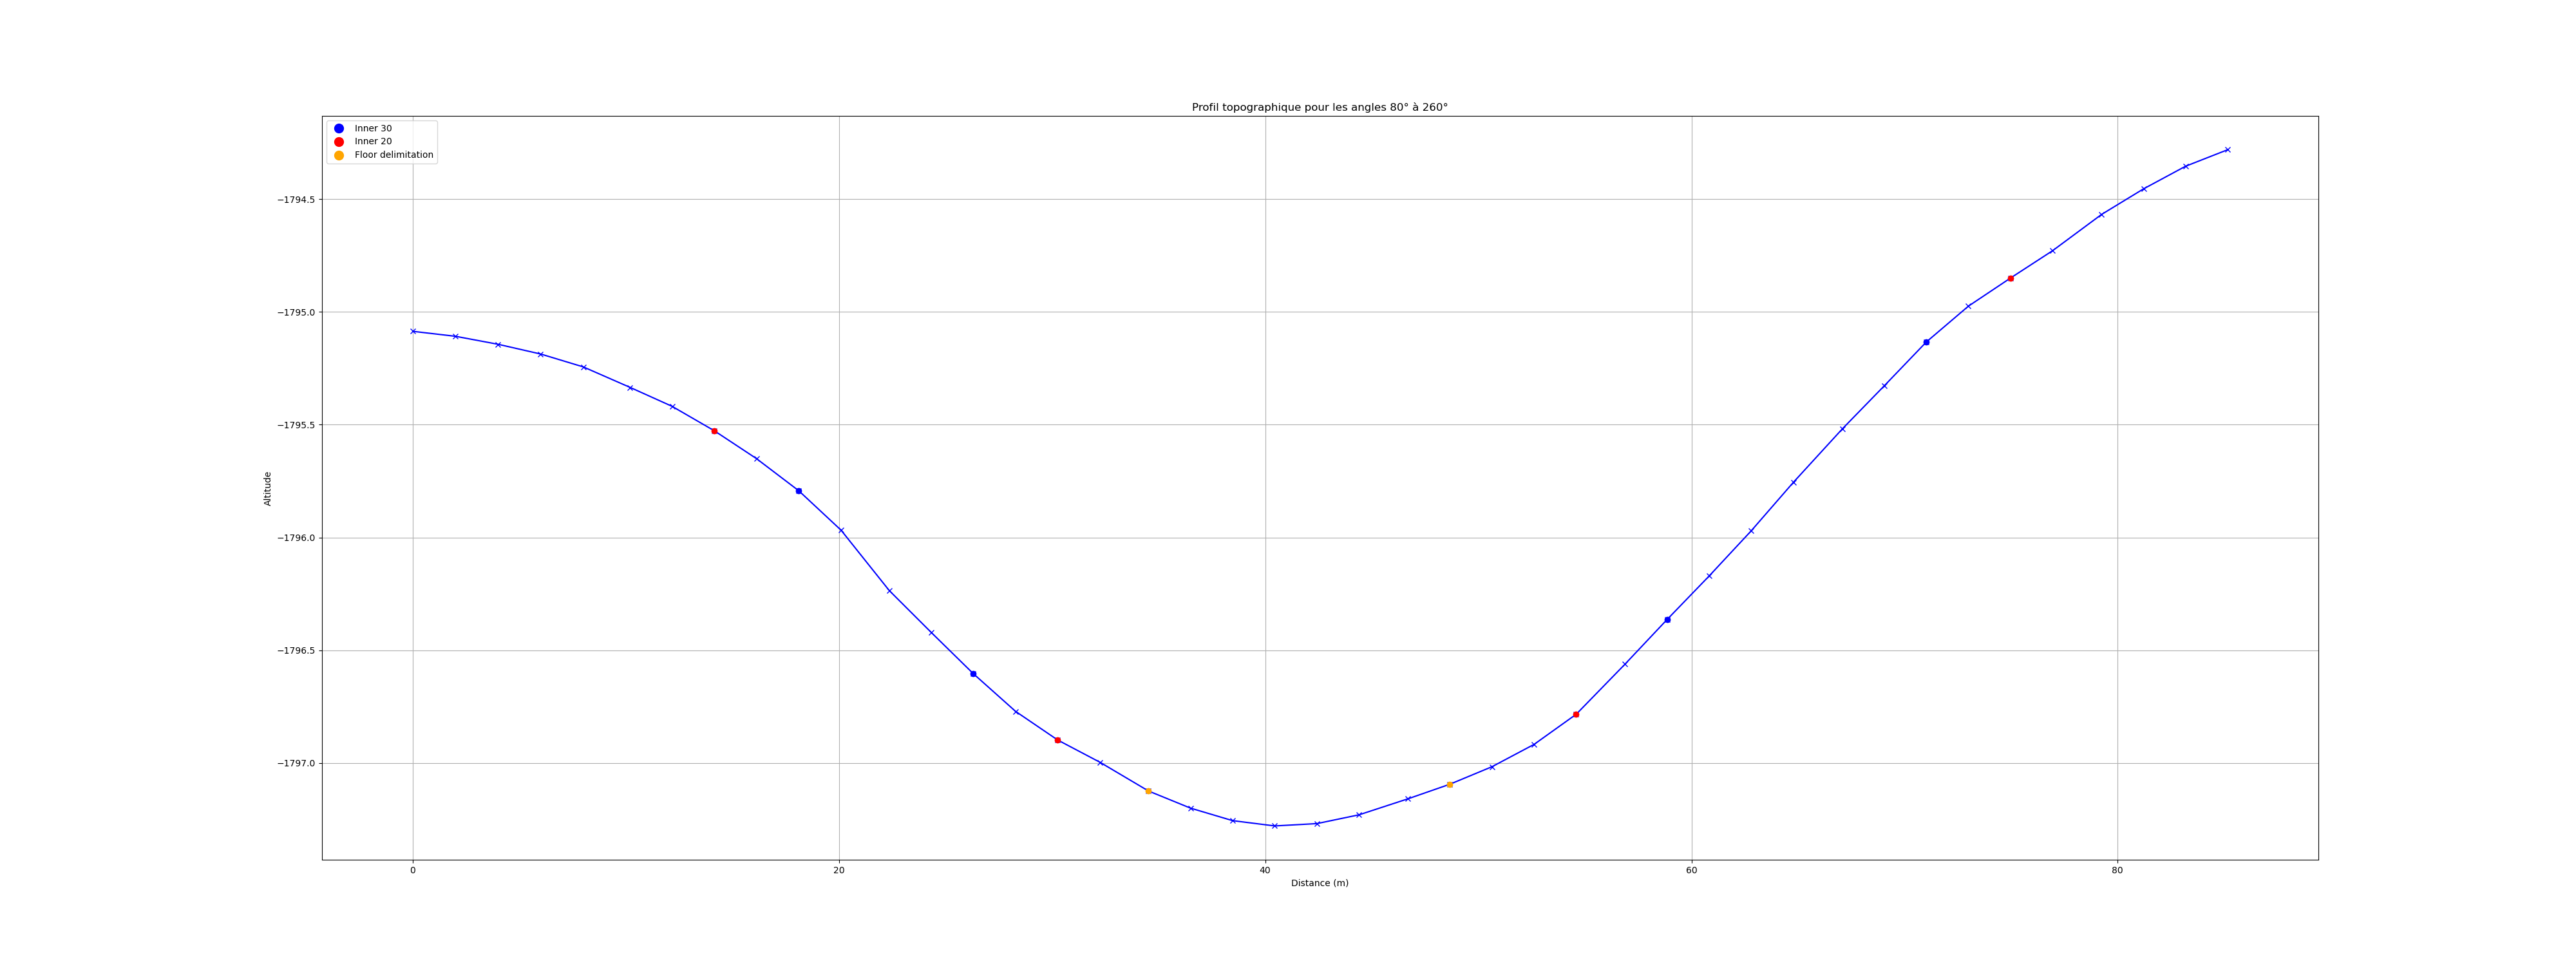 Profil topographique pour les angles 80° à 260°
Inner 30
Inner 20
Floor delimitation
−1794.5
−1795.0
−1795.5
−1796.0
−1796.5
−1797.0
Altitude
0 20 40 60 80
Distance (m)